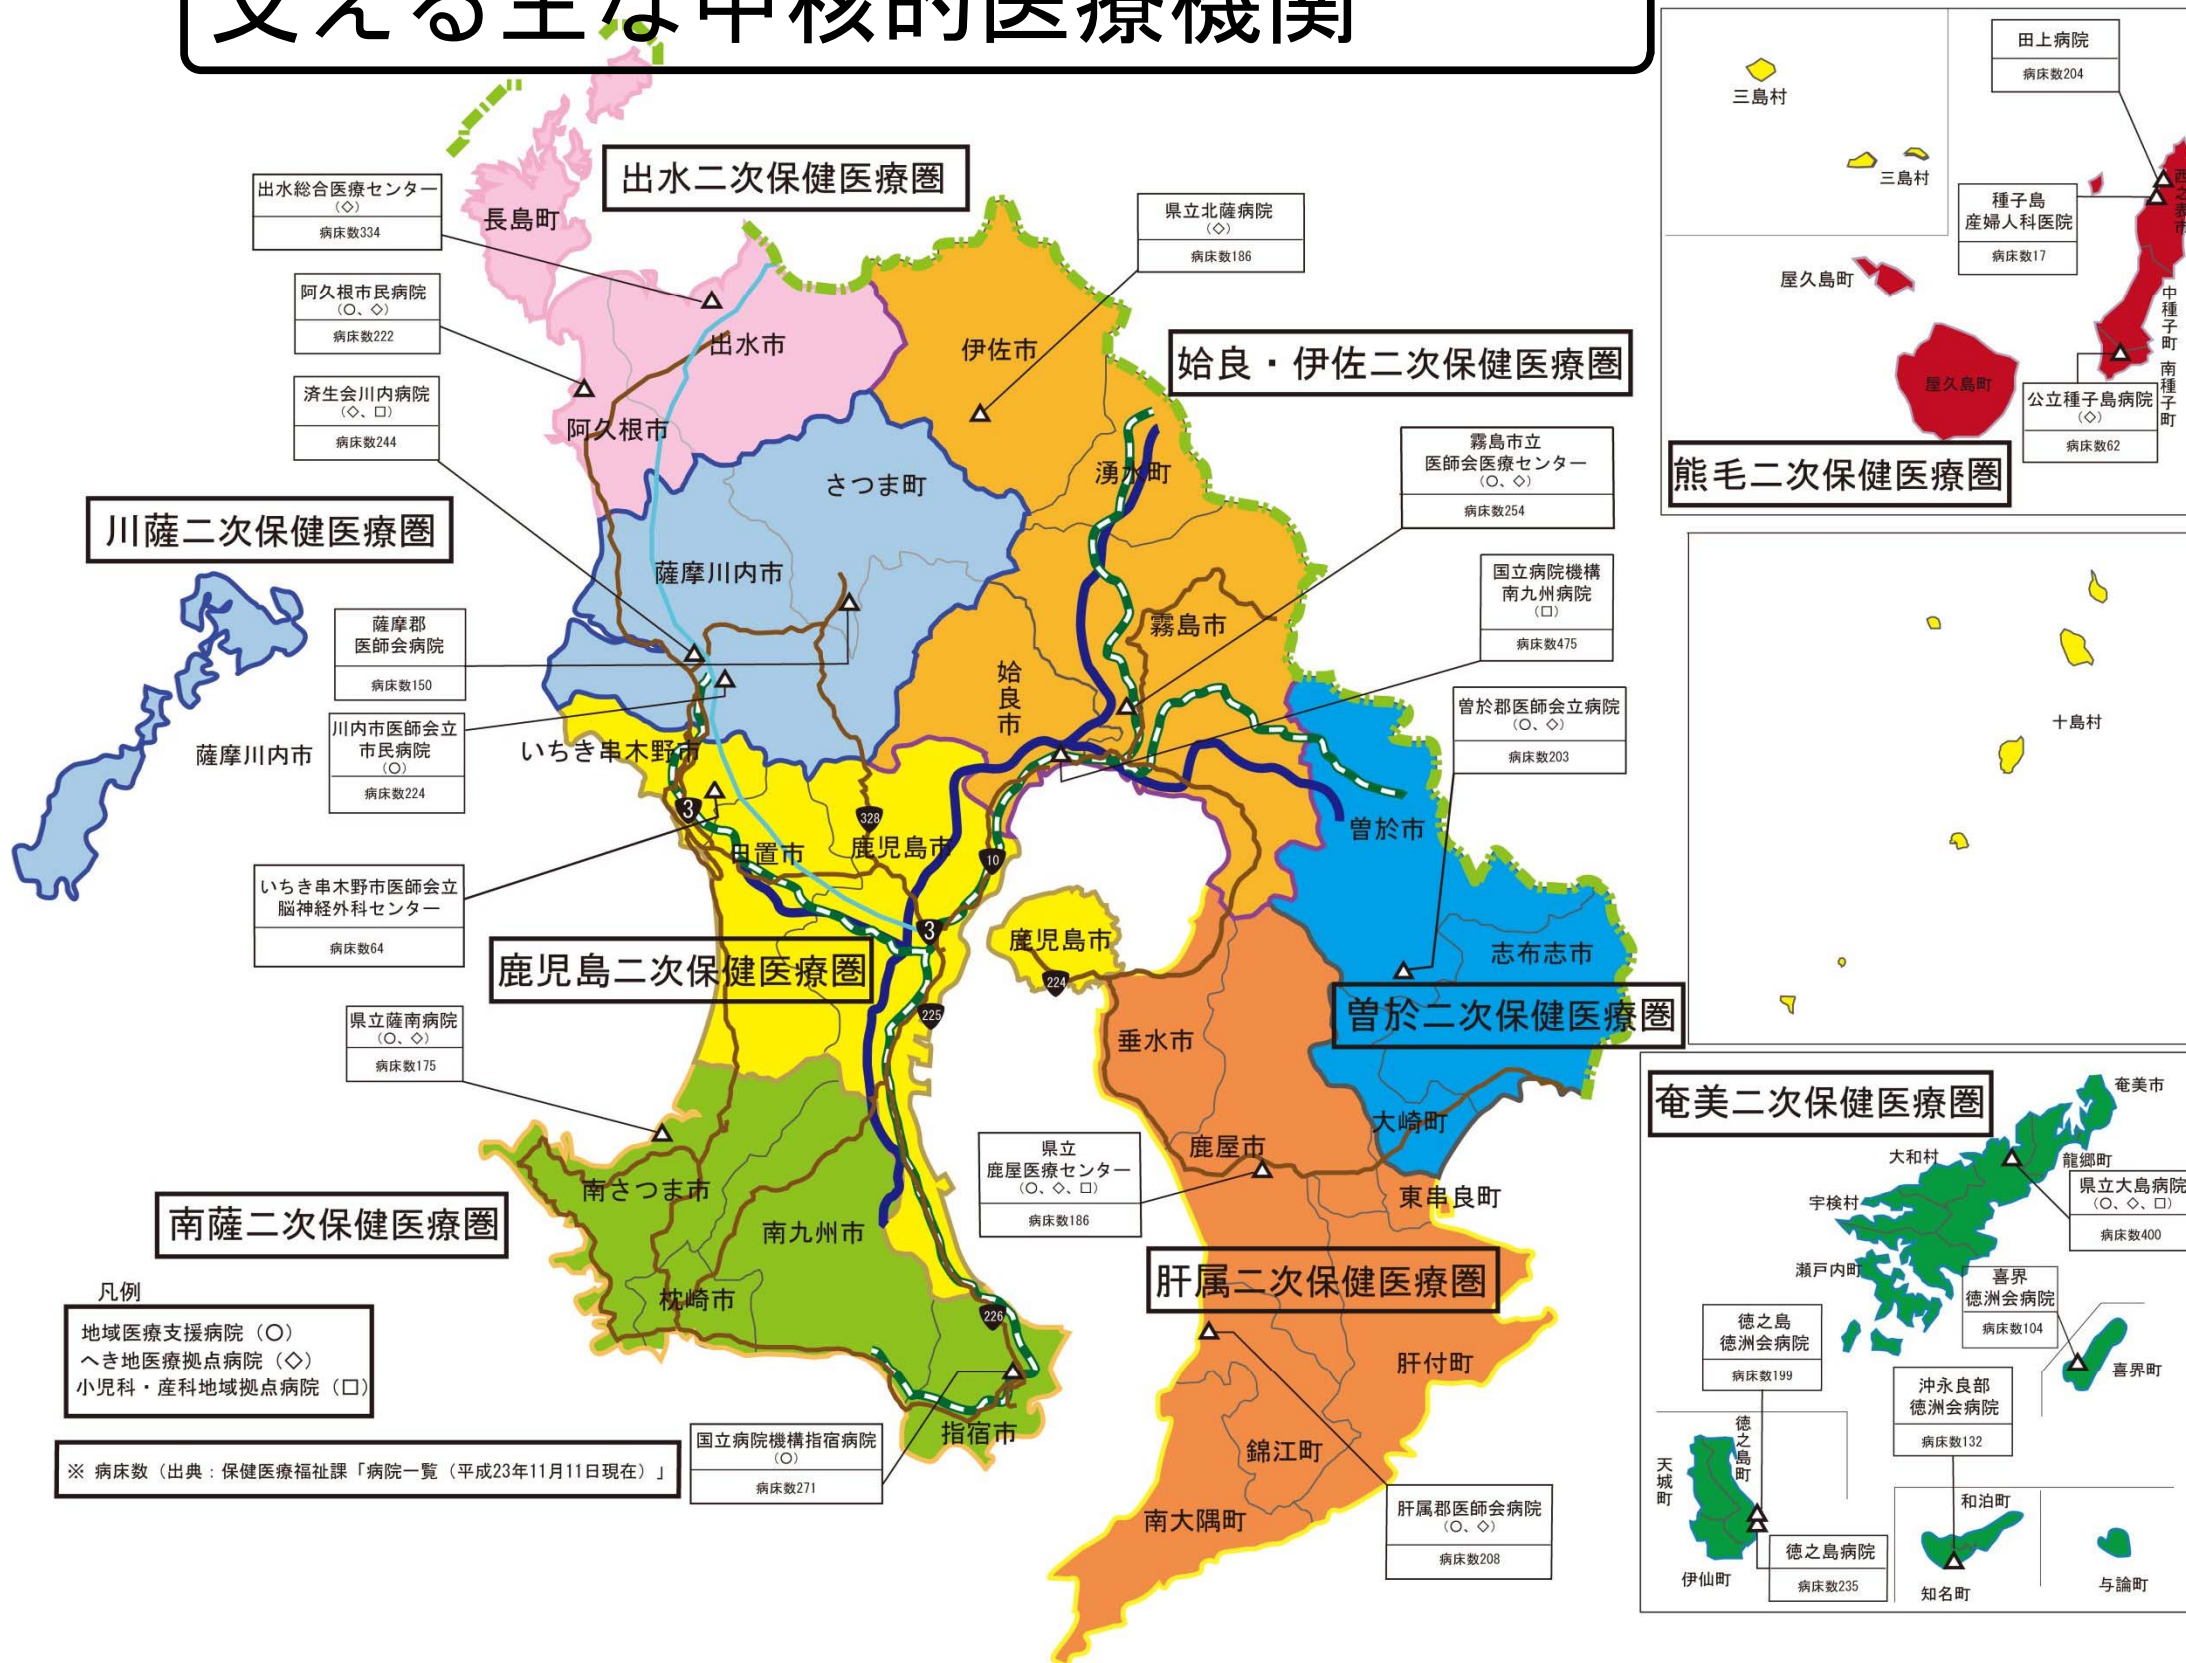 支える主な中核的医療機関
出水総合医療センター
（◇）
病床数334
長島町
出水二次保健医療圏
阿久根市民病院
（○、◇）
病床数222
出水市
阿久根市
済生会川内病院
（◇、□）
病床数244
県立北薩病院
（◇）
病床数186
伊佐市
姶良・伊佐二次保健医療圏
湧水町
霧島市立
医師会医療センター
（○、◇）
病床数254
国立病院機構
南九州病院
（□）
病床数475
霧島市
姶良市
川薩二次保健医療圏
さつま町
薩摩川内市
薩摩川内市
薩摩郡
医師会病院
病床数150
川内市医師会立
市民病院
（○）
病床数224
いちき串木野市
いちき串木野市医師会立
脳神経外科センター
病床数64
3
328
10
日置市
鹿児島市
3
鹿児島市
224
225
鹿児島二次保健医療圏
曽於郡医師会立病院
（○、◇）
病床数203
曽於市
志布志市
曽於二次保健医療圏
大崎町
県立薩南病院
（○、◇）
病床数175
南さつま市
南九州市
枕崎市
南薩二次保健医療圏
226
指宿市
国立病院機構指宿病院
（○）
病床数271
垂水市
鹿屋市
県立
鹿屋医療センター
（○、◇、□）
病床数186
東串良町
肝属二次保健医療圏
肝付町
錦江町
南大隅町
肝属郡医師会病院
（○、◇）
病床数208
凡例
地域医療支援病院（○）
へき地医療拠点病院（◇）
小児科・産科地域拠点病院（□）
※ 病床数（出典：保健医療福祉課「病院一覧（平成23年11月11日現在）」
三島村
三島村
田上病院
病床数204
種子島
産婦人科医院
病床数17
西之表市
中種子町
南種子町
屋久島町
屋久島町
公立種子島病院
（◇）
病床数62
熊毛二次保健医療圏
十島村
奄美二次保健医療圏
奄美市
大和村
龍郷町
宇検村
県立大島病院
（○、◇、□）
病床数400
瀬戸内町
喜界
徳洲会病院
病床数104
喜界町
徳之島
徳洲会病院
病床数199
沖永良部
徳洲会病院
病床数132
徳之島町
天城町
伊仙町
徳之島病院
病床数235
和泊町
知名町
与論町